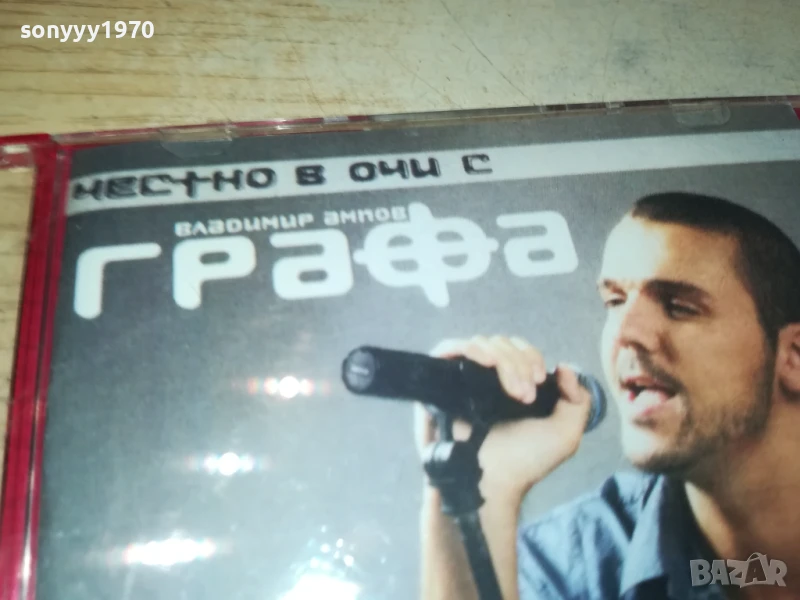 sonyyy1970
ЧЕСТНО В ОЧИ С
ВЛАДИМИР АМПОВ
ГРАФА
BAZAR